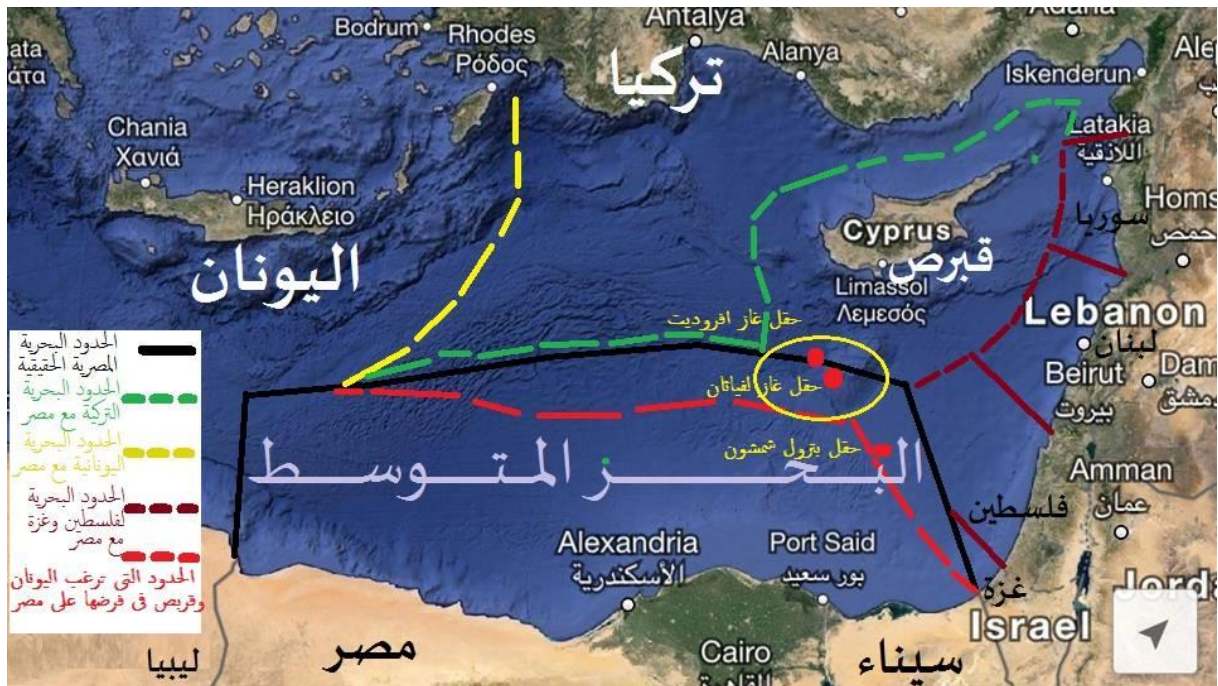 Antalya
Adana
Bodrum
Rhodes
Ρόδος
تركيا
Alanya
Iskenderun
Chania
Χανιά
Heraklion
Ηράκλειο
Latakia
اللاذقية
سوريا
Homs
حمص
Cyprus
قبرص
اليونان
Limassol
Λεμεσός
Lebanon
لبنان
حقل غاز افروديت
Beirut
بيروت
دمشق
حقل غاز لفياثان
حقل بترول شمشون
البحر المتوسط
Amman
عمان
فلسطين
Alexandria
الأسكندرية
Port Said
بور سعيد
غزة
Israel
Jorda
ليبيا
مصر
Cairo
القاهرة
سيناء
الحدود البحرية
المصرية الحقيقية
الحدود البحرية
التركية مع مصر
الحدود البحرية
اليونانية مع مصر
الحدود البحرية
لفلسطين وغزة
مع مصر
الحدود التى ترغب اليونان
وقبرص فى فرضها على مصر